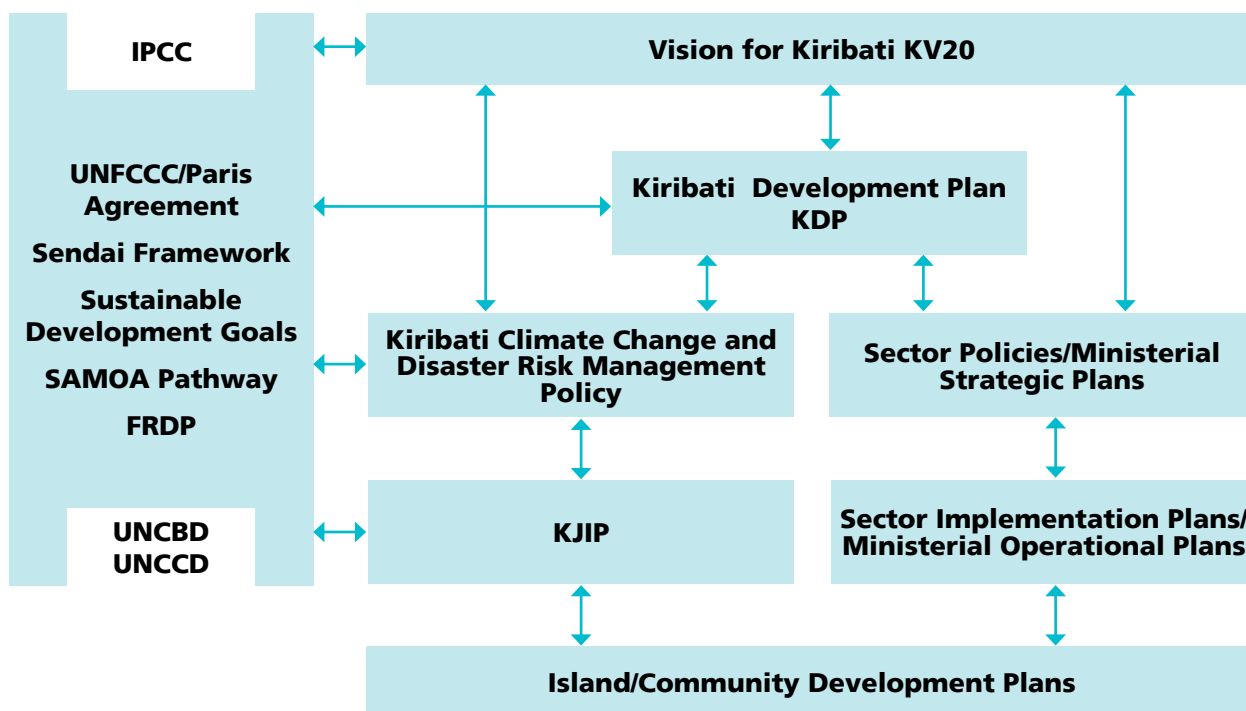 IPCC
UNFCCC/Paris
Agreement
Sendai Framework
Sustainable
Development Goals
SAMOA Pathway
FRDP
UNCBD
UNCCD
Vision for Kiribati KV20
Kiribati Development Plan
KDP
Kiribati Climate Change and
Disaster Risk Management
Policy
Sector Policies/Ministerial
Strategic Plans
KJIP
Sector Implementation Plans/
Ministerial Operational Plans
Island/Community Development Plans